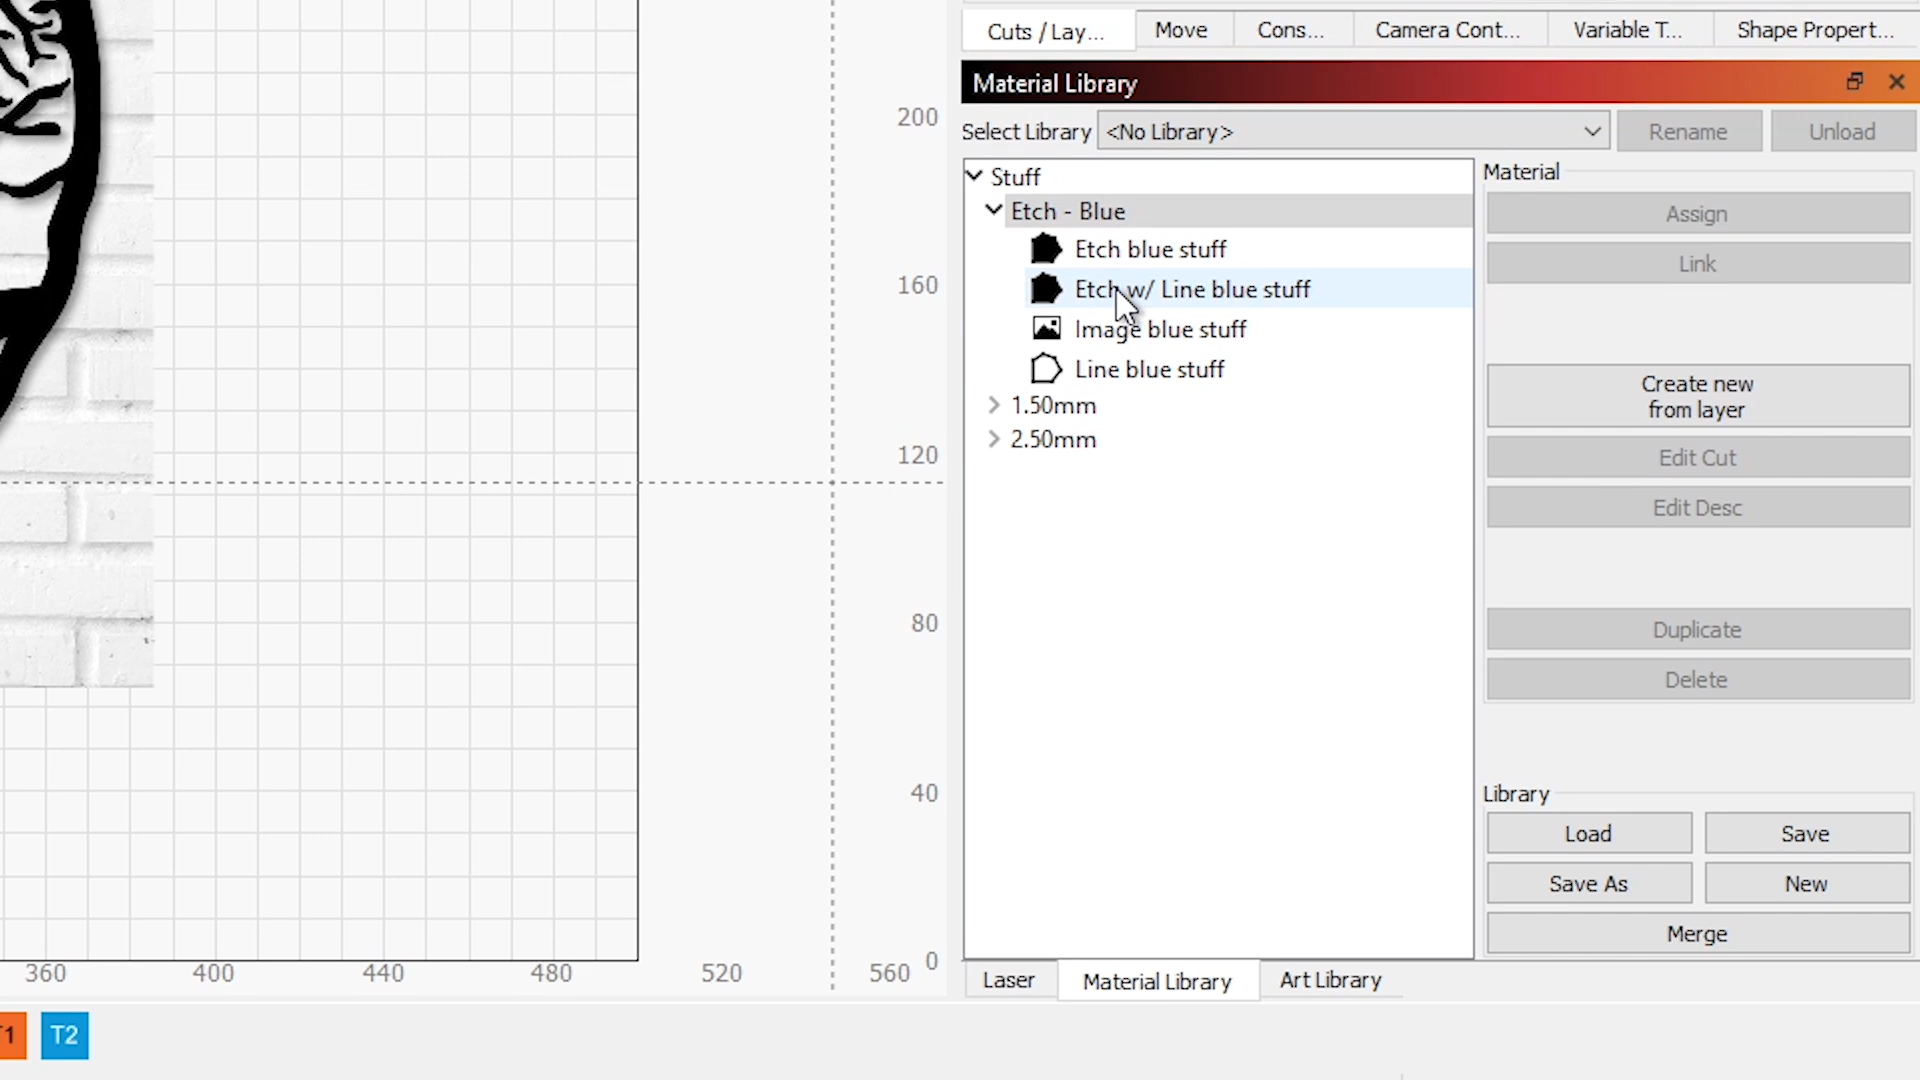 Cuts / Lay...
Move
Cons...
Camera Cont...
Variable T...
Shape Propert...
Material Library
Select Library
<No Library>
Rename
Unload
Stuff
Etch - Blue
Etch blue stuff
Etch w/ Line blue stuff
Image blue stuff
Line blue stuff
1.50mm
2.50mm
Material
Assign
Link
Create new
from layer
Edit Cut
Edit Desc
Duplicate
Delete
Library
Load
Save
Save As
New
Merge
200
160
120
80
40
0
360
400
440
480
520
560
Laser
Material Library
Art Library
T1
T2